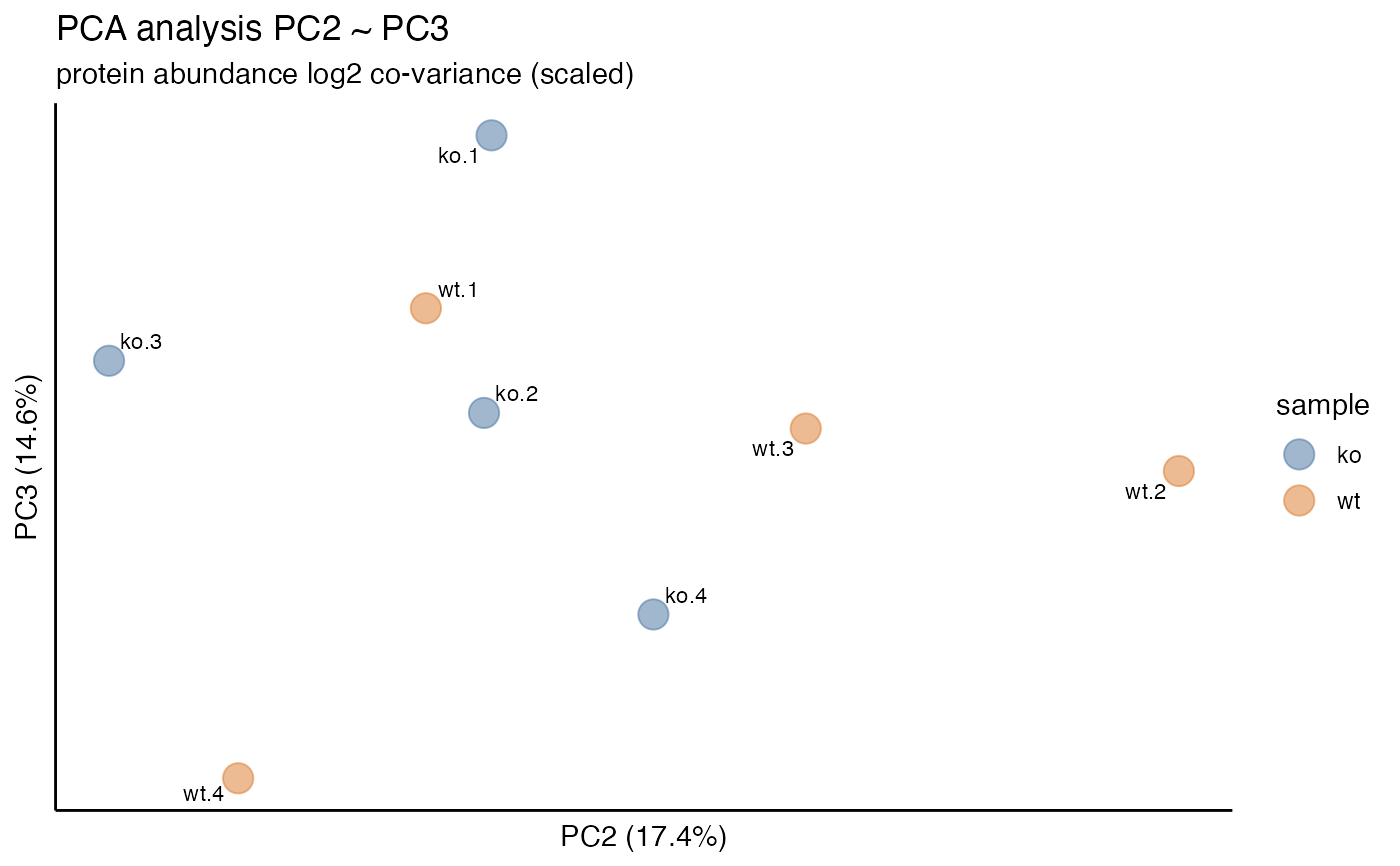 PCA analysis PC2 ~ PC3
protein abundance log2 co-variance (scaled)
ko.1
wt.1
ko.3
ko.2
wt.3
wt.2
ko.4
wt.4
PC3 (14.6%)
PC2 (17.4%)
sample
ko
wt